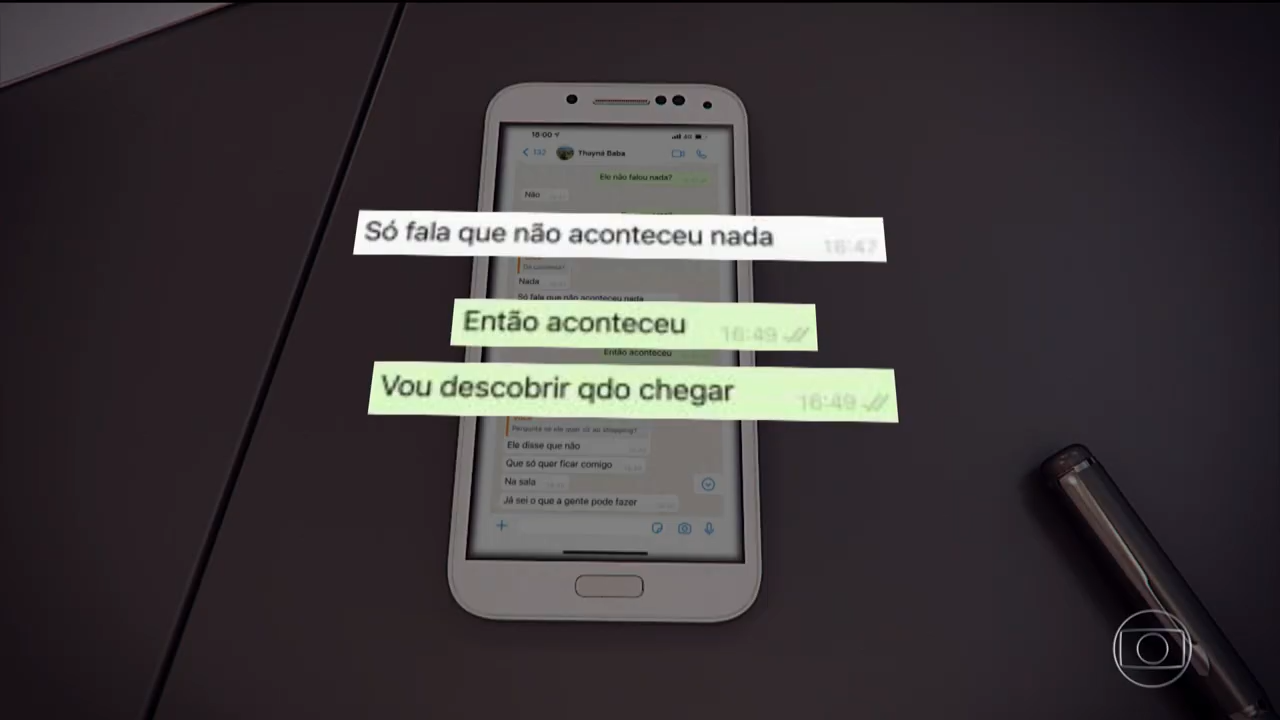 16:00
4G
132
Thayná Baba
Ele não falou nada?
Não
Só fala que não aconteceu nada 16:47
Nada
Só fala que não aconteceu nada
Então aconteceu 16:49
Então aconteceu
Vou descobrir qdo chegar 16:49
Pergunta se ele quer ir ao shopping?
Ele disse que não
Que só quer ficar comigo
Na sala
Já sei o que a gente pode fazer